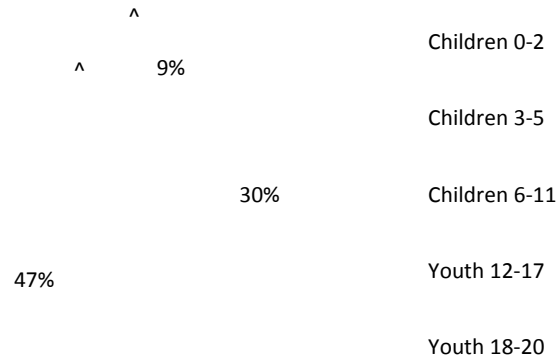 ^
Children 0-2
^ 9%
Children 3-5
30% Children 6-11
47% Youth 12-17
Youth 18-20